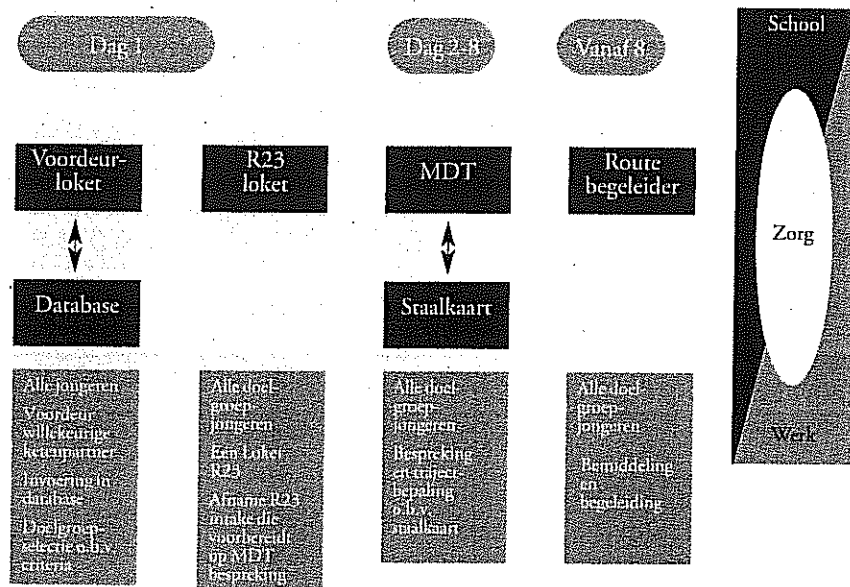 Dag 1
Dag 2-8
Vanaf 8
School
Voordeur-
loket
R23
loket
MDT
Route
begeleider
Zorg
Database
Staalkaart
Werk
Alle jongeren
Voordeur
willekeurige
ketenpartner
Invoering in
database
Doelgroep-
selectie o.b.v.
criteria
Alle doel-
groep-
jongeren
Eén Loket
R23
Afname R23
intake die
voorbereidt
op MDT
bespreking
Alle doel-
groep-
jongeren
Bespreking
en traject-
bepaling
o.b.v.
staalkaart
Alle doel-
groep-
jongeren
Bemiddeling
en
begeleiding